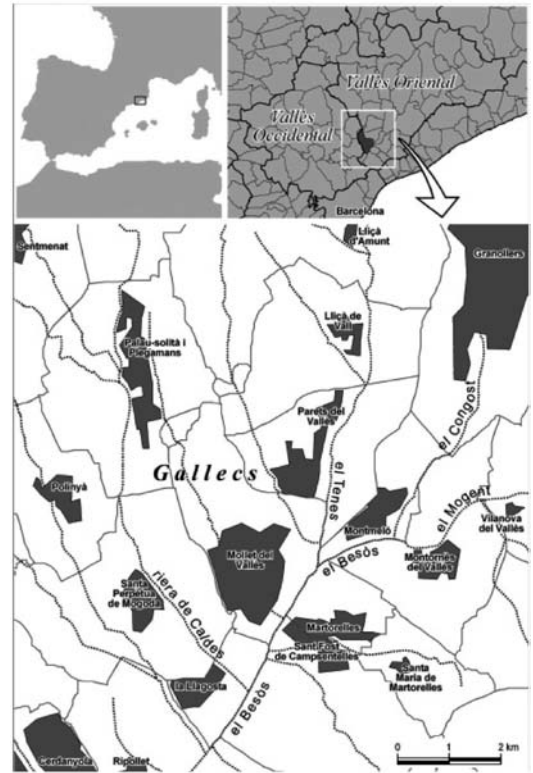 Vallès Oriental
Vallès
Occidental
Barcelona
Sentmenat
Lliçà
d'Amunt
Granollers
Palau-solità i
Plegamans
Lliçà de
Vall
Parets del
Vallès
el Congost
Gallecs
el Tenes
Polinyà
Montmeló
el Mogent
Vilanova
del Vallès
Mollet del
Vallès
el Besòs
Montornès
del Vallès
Santa
Perpètua
de Mogoda
riera de Caldes
Martorelles
Sant Fost
de Campsentelles
Santa
Maria de
Martorelles
la Llagosta
el Besòs
Cerdanyola
Ripollet
0 1 2 km